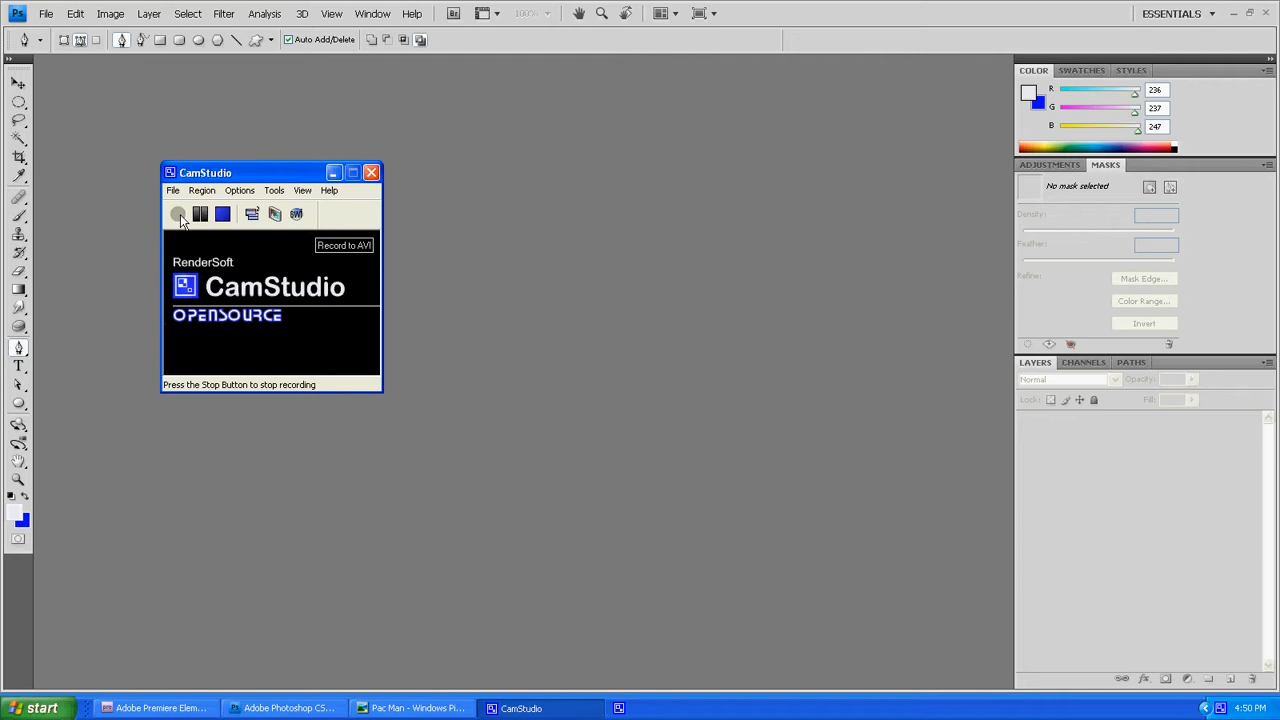 Ps File Edit Image Layer Select Filter Analysis 3D View Window Help Br 100% ESSENTIALS
Auto Add/Delete
COLOR SWATCHES STYLES
R 236
G 237
B 247
ADJUSTMENTS MASKS
No mask selected
Density:
Feather:
Refine: Mask Edge...
Color Range...
Invert
LAYERS CHANNELS PATHS
Normal Opacity:
Lock: Fill:
CamStudio
File Region Options Tools View Help
Record to AVI
RenderSoft
CamStudio
OPENSOURCE
Press the Stop Button to stop recording
start Adobe Premiere Elem... Adobe Photoshop CS... Pac Man - Windows Pi... CamStudio 4:50 PM